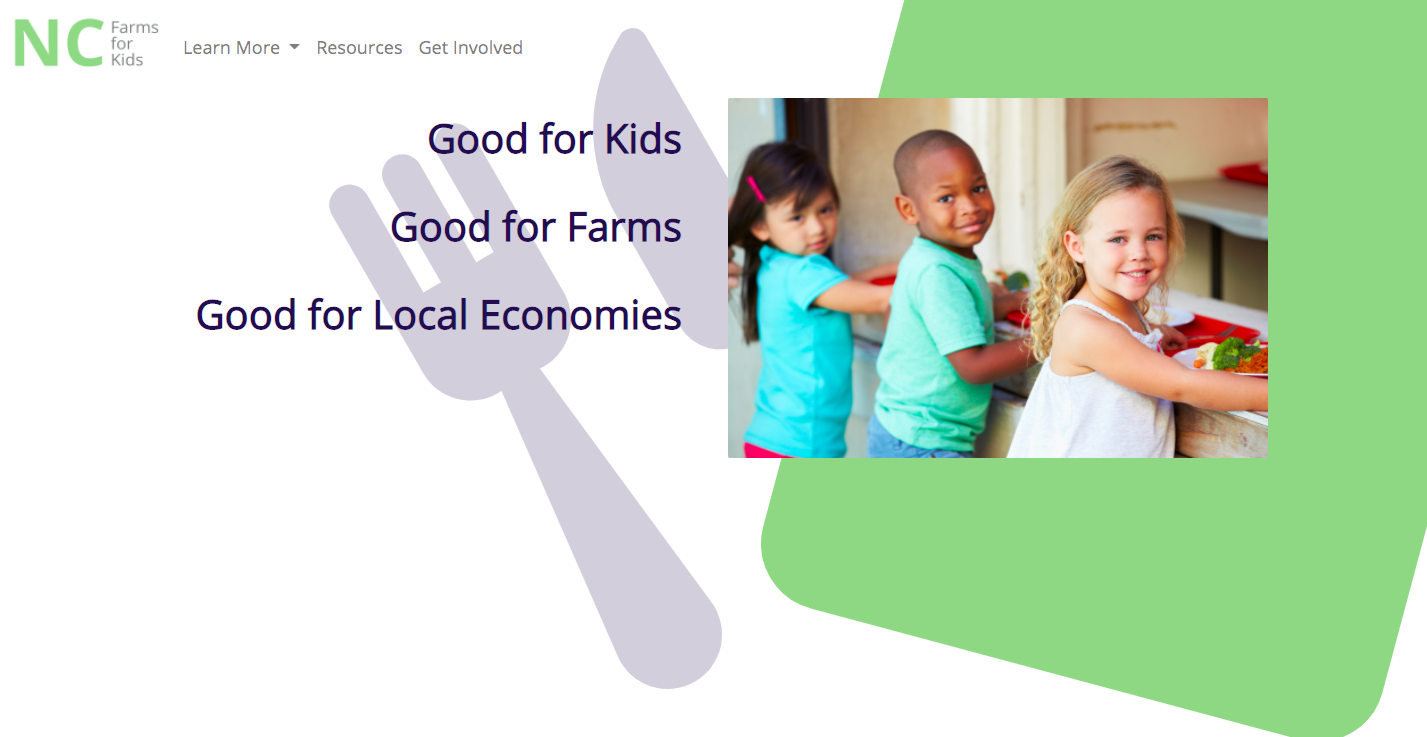 NC Farms
for
Kids
Learn More Resources Get Involved
Good for Kids
Good for Farms
Good for Local Economies